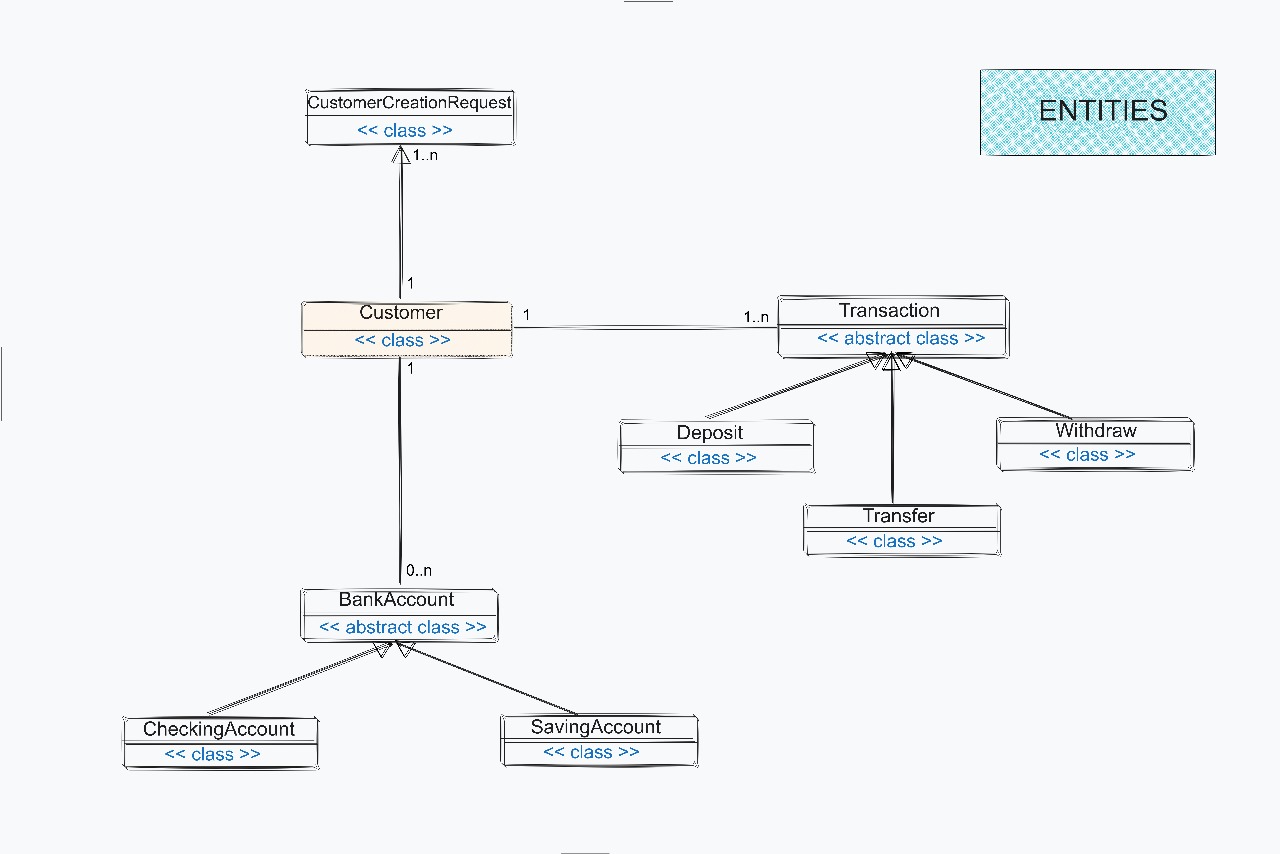 ENTITIES
CustomerCreationRequest
<< class >>
1..n
1
Customer
<< class >>
1
1..n
1
Transaction
<< abstract class >>
Deposit
<< class >>
Withdraw
<< class >>
Transfer
<< class >>
0..n
BankAccount
<< abstract class >>
CheckingAccount
<< class >>
SavingAccount
<< class >>